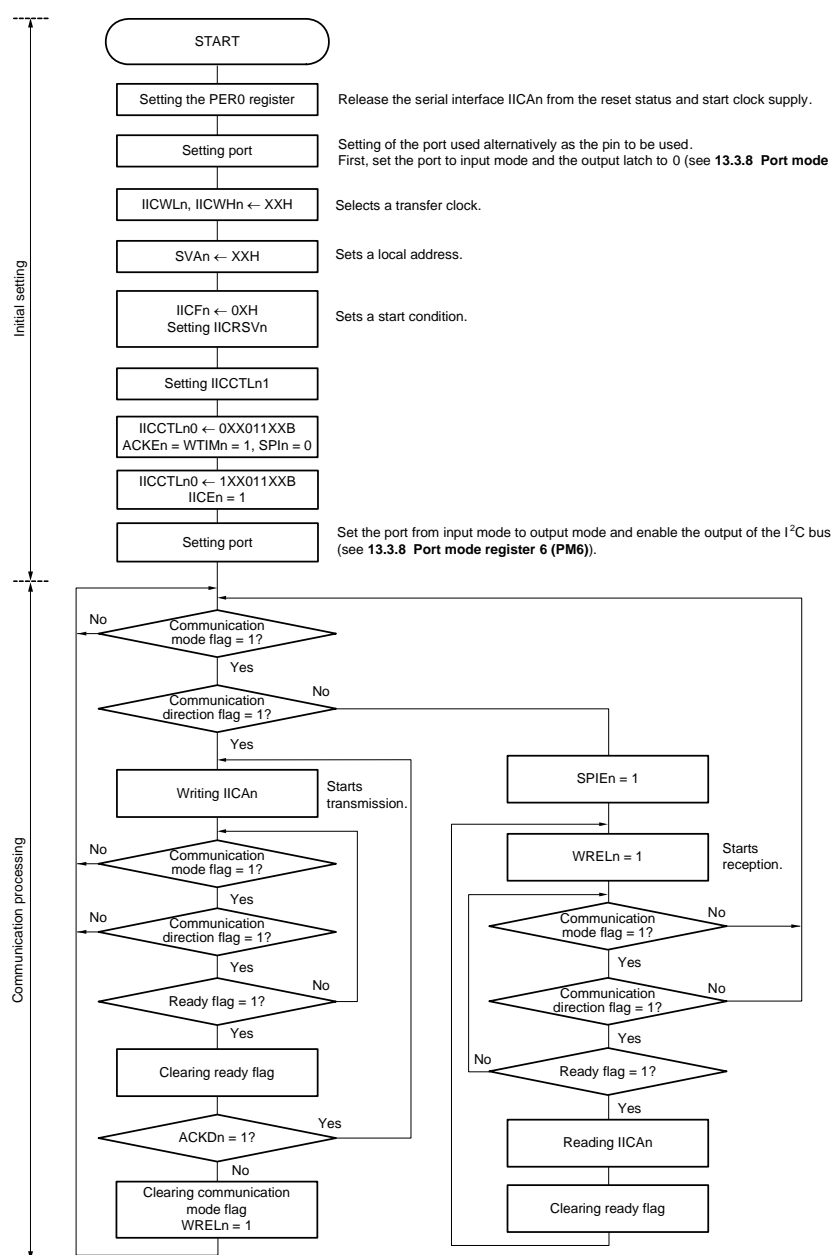 START
Setting the PER0 register
Release the serial interface IICAn from the reset status and start clock supply.
Setting port
Setting of the port used alternatively as the pin to be used.
First, set the port to input mode and the output latch to 0 (see 13.3.8 Port mode
IICWLn, IICWHn ← XXH
Selects a transfer clock.
SVAn ← XXH
Sets a local address.
Initial setting
IICFn ← 0XH
Setting IICRSVn
Sets a start condition.
Setting IICCTLn1
IICCTLn0 ← 0XX011XXB
ACKEn = WTIMn = 1, SPIn = 0
IICCTLn0 ← 1XX011XXB
IICEn = 1
Setting port
Set the port from input mode to output mode and enable the output of the I²C bus
(see 13.3.8 Port mode register 6 (PM6)).
Communication processing
No
Communication
mode flag = 1?
Yes
No
Communication
direction flag = 1?
Yes
Writing IICAn
Starts
transmission.
No
Communication
mode flag = 1?
Yes
No
Communication
direction flag = 1?
Yes
No
Ready flag = 1?
Yes
Clearing ready flag
Yes
ACKDn = 1?
No
Clearing communication
mode flag
WRELn = 1
SPIEn = 1
WRELn = 1
Starts
reception.
No
Communication
mode flag = 1?
Yes
No
Communication
direction flag = 1?
Yes
No
Ready flag = 1?
Yes
Reading IICAn
Clearing ready flag